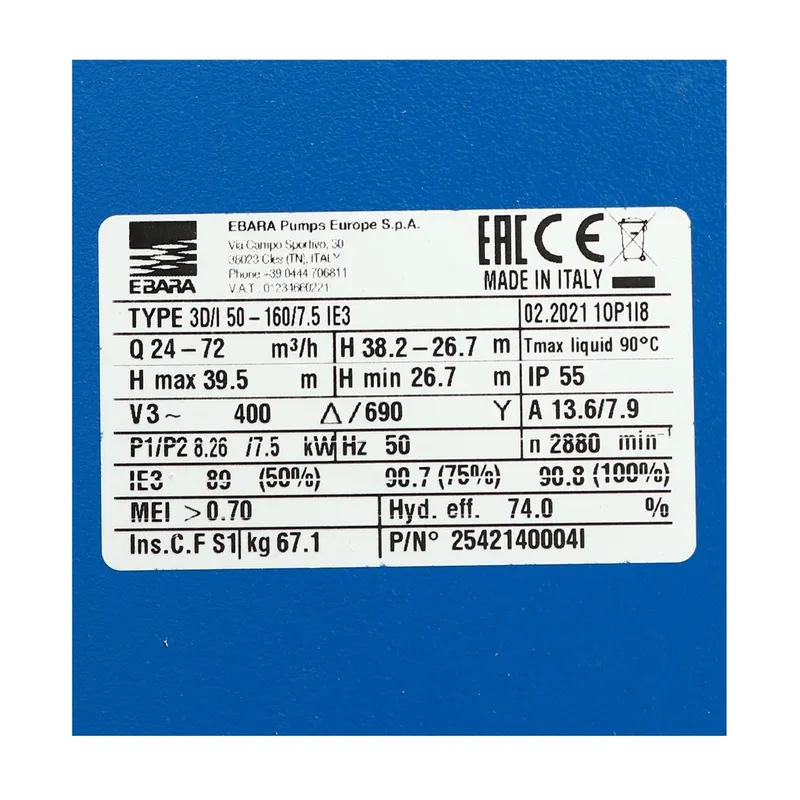 EBARA
EBARA Pumps Europe S.p.A.
Via Campo Sportivo, 30
38023 Cles (TN), ITALY
Phone +39 0444 706811
V.A.T. 01234660221
EAC CE
MADE IN ITALY
TYPE 3D/I 50-160/7.5 IE3 02.2021 10P1I8
Q 24-72 m³/h H 38.2-26.7 m Tmax liquid 90°C
H max 39.5 m H min 26.7 m IP 55
V3~ 400 Δ/690 Y A 13.6/7.9
P1/P2 8.26 /7.5 kW Hz 50 n 2880 min⁻¹
IE3 89 (50%) 90.7 (75%) 90.8 (100%)
MEI >0.70 Hyd. eff. 74.0 %
Ins.C.F S1 kg 67.1 P/N° 2542140004I